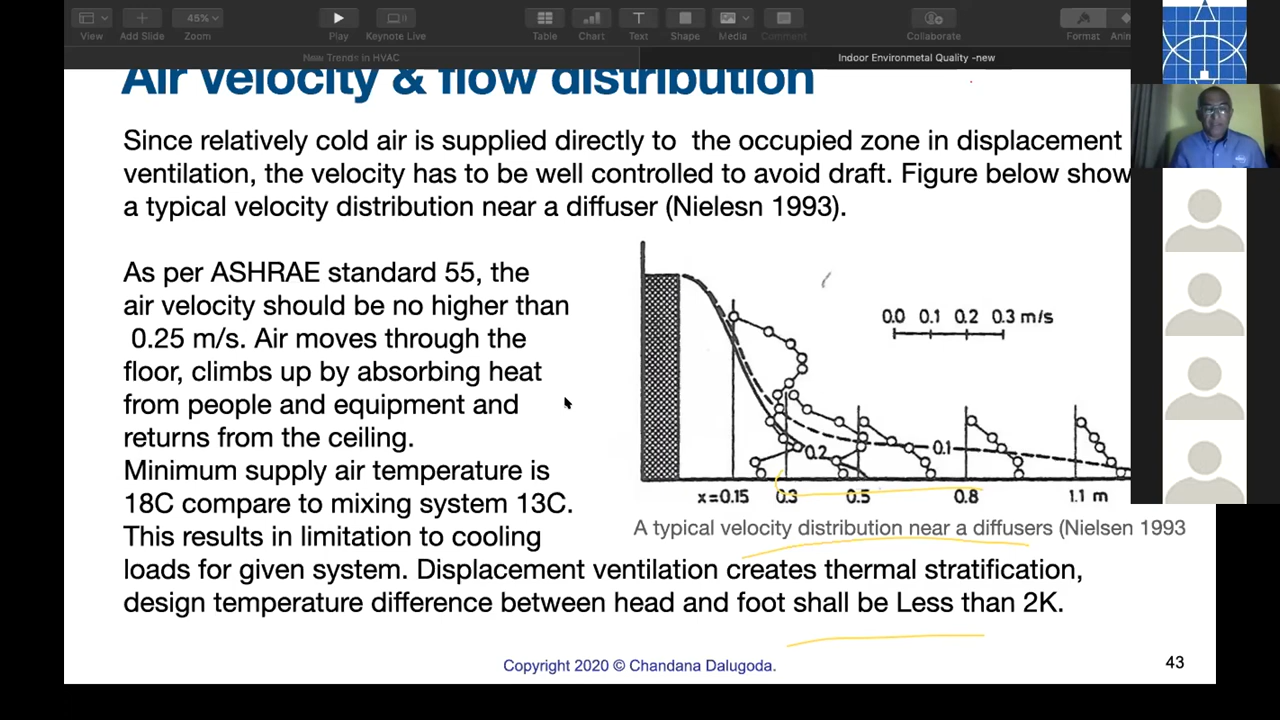 45%
View
Add Slide
Zoom
Play
Keynote Live
Table
Chart
Text
Shape
Media
Comment
Collaborate
Format
New Trends in HVAC
Indoor Environmetal Quality -new
Air velocity & flow distribution
Since relatively cold air is supplied directly to the occupied zone in displacement
ventilation, the velocity has to be well controlled to avoid draft. Figure below show
a typical velocity distribution near a diffuser (Nielesn 1993).
As per ASHRAE standard 55, the
air velocity should be no higher than
0.25 m/s. Air moves through the
floor, climbs up by absorbing heat
from people and equipment and
returns from the ceiling.
Minimum supply air temperature is
18C compare to mixing system 13C.
This results in limitation to cooling
loads for given system. Displacement ventilation creates thermal stratification,
design temperature difference between head and foot shall be Less than 2K.
0.0 0.1 0.2 0.3 m/s
0.2
0.1
x=0.15 0.3 0.5 0.8 1.1 m
A typical velocity distribution near a diffusers (Nielsen 1993
Copyright 2020 © Chandana Dalugoda.
43